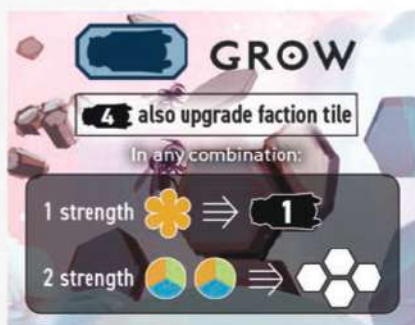 GROW
4 also upgrade faction tile
In any combination:
1 strength 1
2 strength